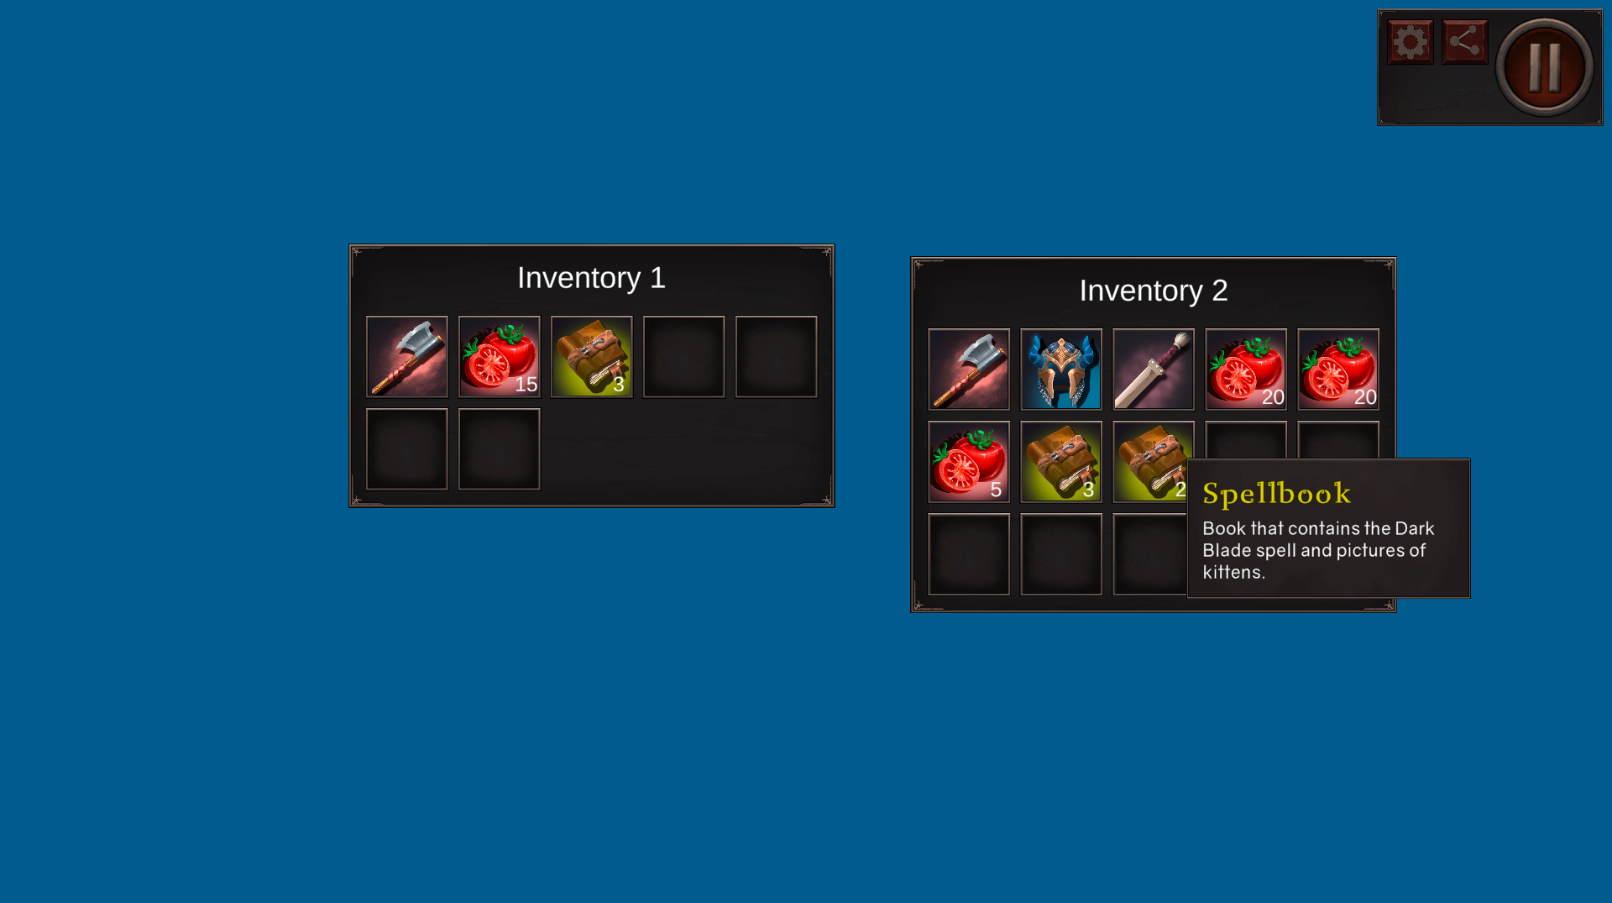 Inventory 1
15
3
Inventory 2
20
20
5
3
2
Spellbook
Book that contains the Dark
Blade spell and pictures of
kittens.